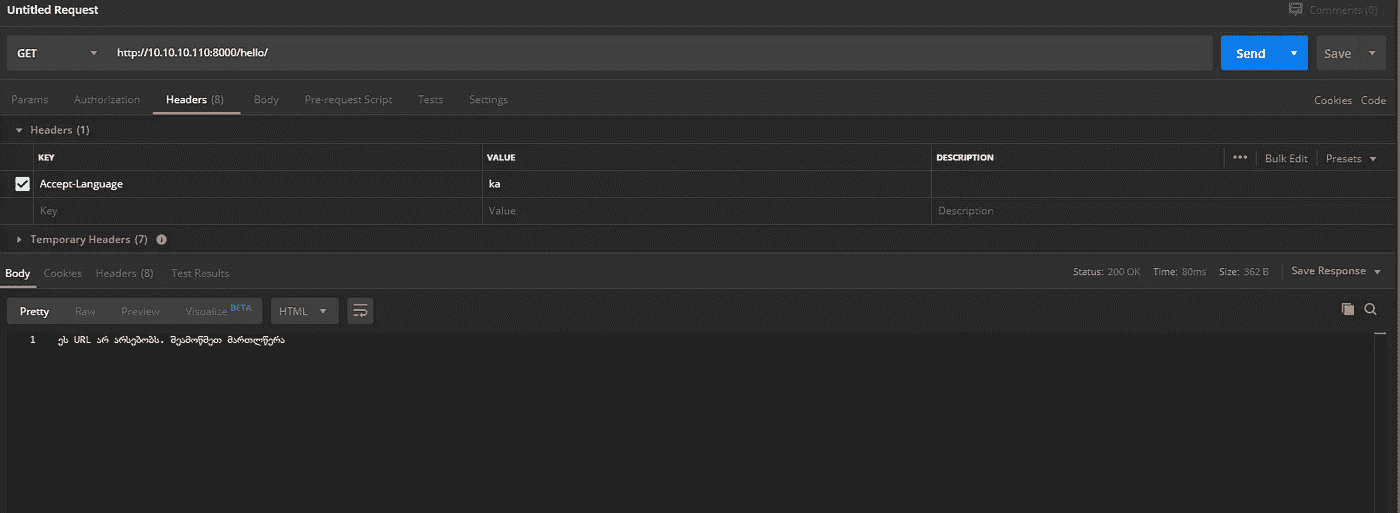 Untitled Request Comments (0)
GET http://10.10.10.110:8000/hello/ Send Save
Params Authorization Headers (8) Body Pre-request Script Tests Settings Cookies Code
Headers (1)
KEY VALUE DESCRIPTION ••• Bulk Edit Presets
Accept-Language ka
Key Value Description
Temporary Headers (7) i
Body Cookies Headers (8) Test Results Status: 200 OK Time: 80ms Size: 362 B Save Response
Pretty Raw Preview Visualize BETA HTML
1 ეს URL არ არსებობს. შეამოწმეთ მართლწერა